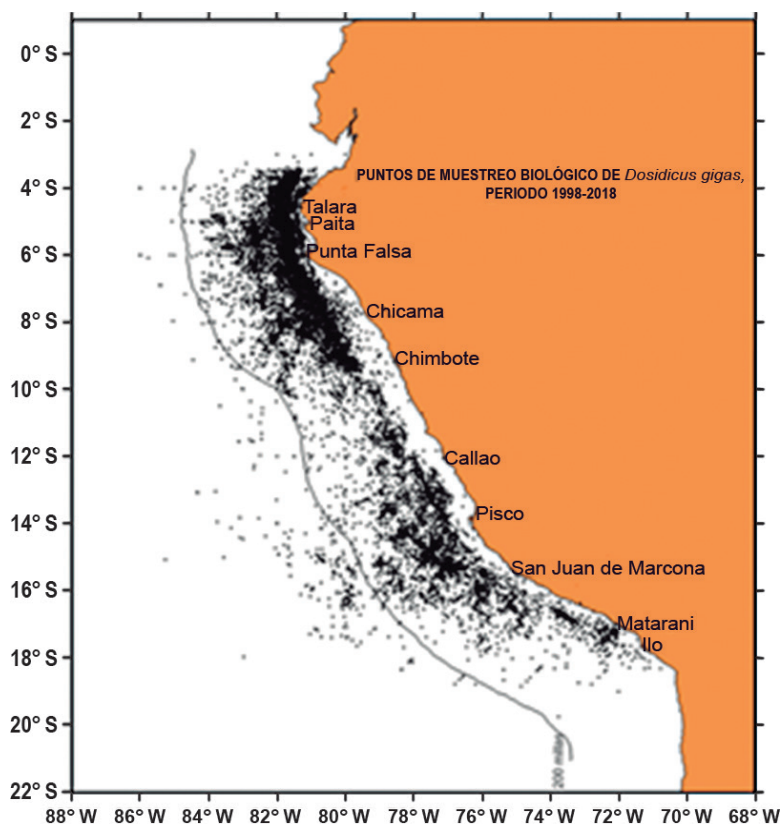 0° S
2° S
PUNTOS DE MUESTREO BIOLÓGICO DE Dosidicus gigas,
PERIODO 1998-2018
4° S
Talara
Paita
6° S
Punta Falsa
Chicama
8° S
Chimbote
10° S
12° S
Callao
Pisco
14° S
San Juan de Marcona
16° S
Matarani
Ilo
18° S
20° S
200 millas
22° S
88° W 86° W 84° W 82° W 80° W 78° W 76° W 74° W 72° W 70° W 68° W